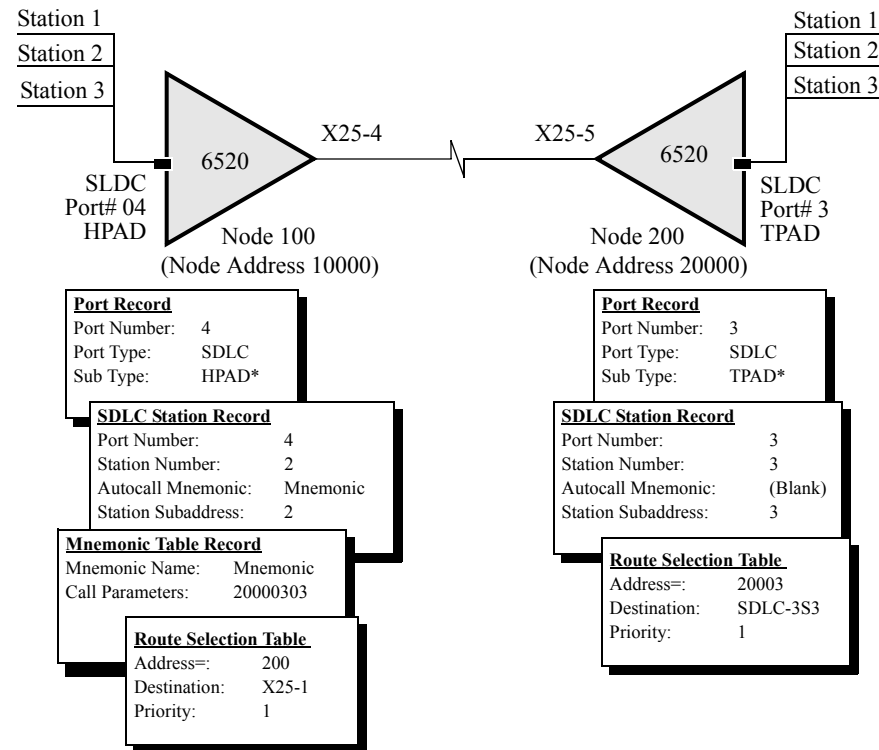 Station 1
Station 2
Station 3
6520
X25-4
SLDC
Port# 04
HPAD
Node 100
(Node Address 10000)
X25-5
6520
Station 1
Station 2
Station 3
SLDC
Port# 3
TPAD
Node 200
(Node Address 20000)
Port Record
Port Number: 4
Port Type: SDLC
Sub Type: HPAD*
SDLC Station Record
Port Number: 4
Station Number: 2
Autocall Mnemonic: Mnemonic
Station Subaddress: 2
Mnemonic Table Record
Mnemonic Name: Mnemonic
Call Parameters: 20000303
Route Selection Table
Address=: 200
Destination: X25-1
Priority: 1
Port Record
Port Number: 3
Port Type: SDLC
Sub Type: TPAD*
SDLC Station Record
Port Number: 3
Station Number: 3
Autocall Mnemonic: (Blank)
Station Subaddress: 3
Route Selection Table
Address=: 20003
Destination: SDLC-3S3
Priority: 1